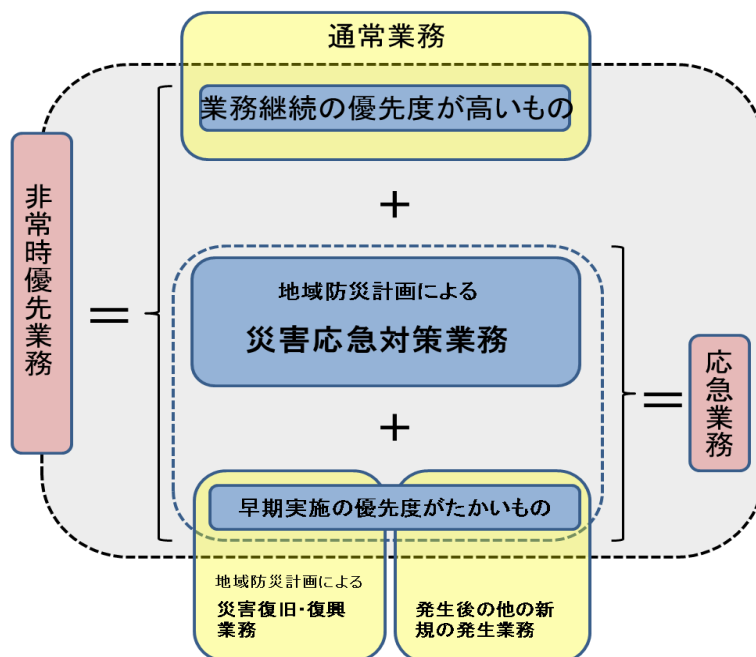 通常業務
業務継続の優先度が高いもの
+
非常時優先業務
=
地域防災計画による
災害応急対策業務
=
応急業務
+
早期実施の優先度がたかいもの
地域防災計画による
災害復旧・復興
業務
発生後の他の新
規の発生業務